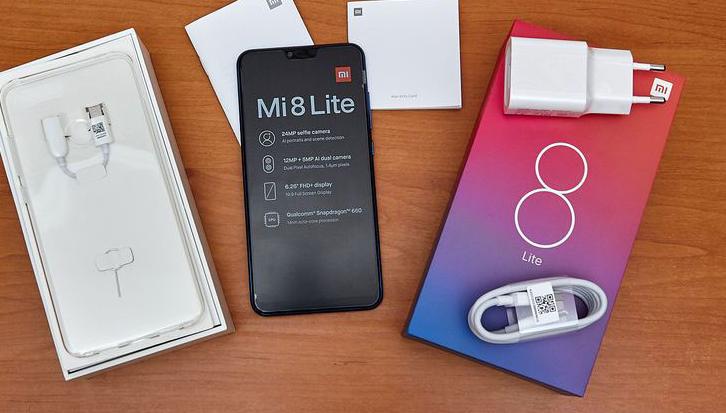 mi
Mi 8 Lite
24MP selfie camera
AI portraits and scene detection
12MP + 5MP AI dual camera
Dual Pixel Autofocus, 1.4μm pixels
6.26" FHD+ display
19:9 Full Screen Display
CPU
Qualcomm® Snapdragon™ 660
14nm octa-core processor
mi
8
Lite